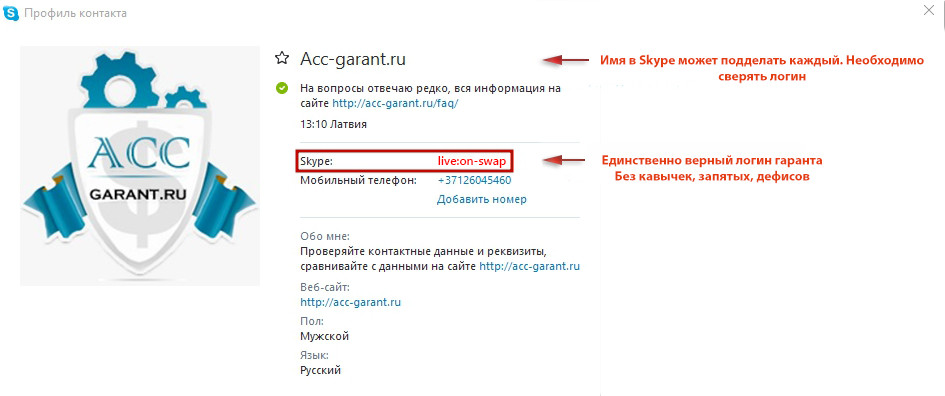 Профиль контакта
Acc-garant.ru
Имя в Skype может подделать каждый. Необходимо
сверять логин
На вопросы отвечаю редко, вся информация на
сайте http://acc-garant.ru/faq/
13:10 Латвия
ACC
GARANT.RU
Skype: live:on-swap
Единственно верный логин гаранта
Без кавычек, запятых, дефисов
Мобильный телефон: +37126045460
Добавить номер
Обо мне:
Проверяйте контактные данные и реквизиты,
сравнивайте с данными на сайте http://acc-garant.ru
Веб-сайт:
http://acc-garant.ru
Пол:
Мужской
Язык:
Русский